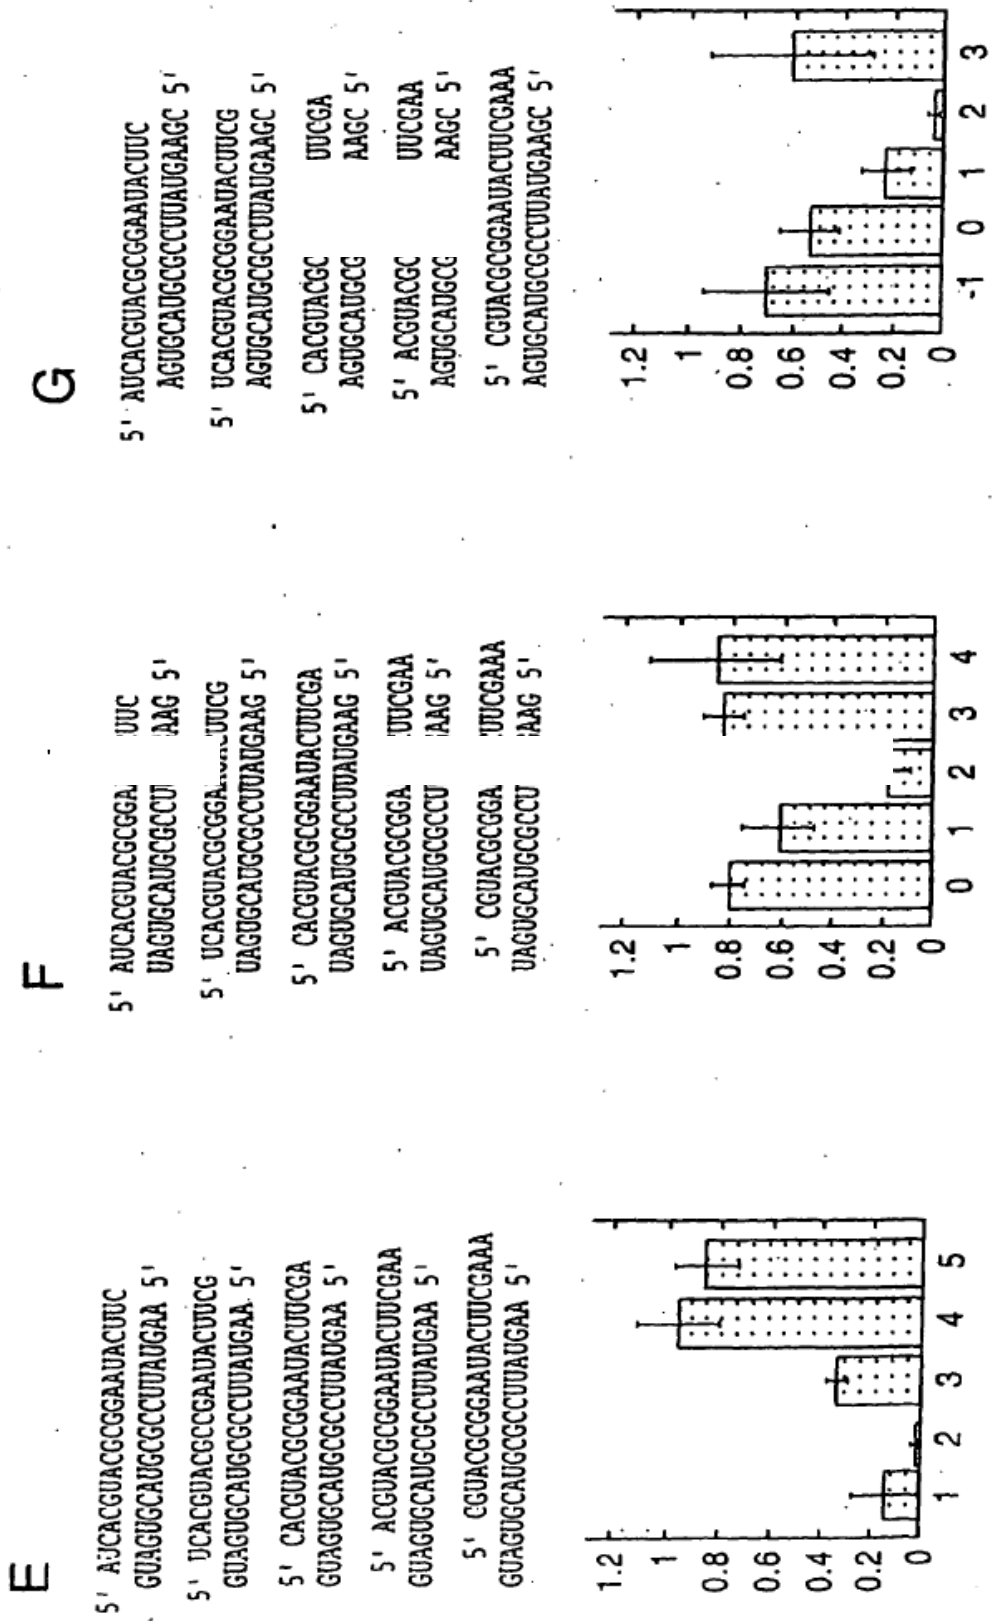 E
5' AUCACGUACGCGGAAUACUUC
GUAGUGCAUGCGCCUUAUGAA 5'
5' UCACGUACGCGGAAUACUUCG
GUAGUGCAUGCGCCUUAUGAA 5'
5' CACGUACGCGGAAUACUUCGA
GUAGUGCAUGCGCCUUAUGAA 5'
5' ACGUACGCGGAAUACUUCGAA
GUAGUGCAUGCGCCUUAUGAA 5'
5' CGUACGCGGAAUACUUCGAAA
GUAGUGCAUGCGCCUUAUGAA 5'
1.2
1
0.8
0.6
0.4
0.2
0
1 2 3 4 5
F
5' AUCACGUACGCGGA UUC
UAGUGCAUGCGCCU AAG 5'
5' UCACGUACGCGGA UUCG
UAGUGCAUGCGCCUUAUGAAG 5'
5' CACGUACGCGGAAUACUUCGA
UAGUGCAUGCGCCUUAUGAAG 5'
5' ACGUACGCGGA UUCGAA
UAGUGCAUGCGCCU AAG 5'
5' CGUACGCGGA UUCGAAA
UAGUGCAUGCGCCU AAG 5'
1.2
1
0.8
0.6
0.4
0.2
0
0 1 2 3 4
G
5' AUCACGUACGCGGAAUACUUC
AGUGCAUGCGCCUUAUGAAGC 5'
5' UCACGUACGCGGAAUACUUCG
AGUGCAUGCGCCUUAUGAAGC 5'
5' CACGUACGC UUCGA
AGUGCAUGCG AAGC 5'
5' ACGUACGC UUCGAA
AGUGCAUGCG AAGC 5'
5' CGUACGCGGAAUACUUCGAAA
AGUGCAUGCGCCUUAUGAAGC 5'
1.2
1
0.8
0.6
0.4
0.2
0
-1 0 1 2 3